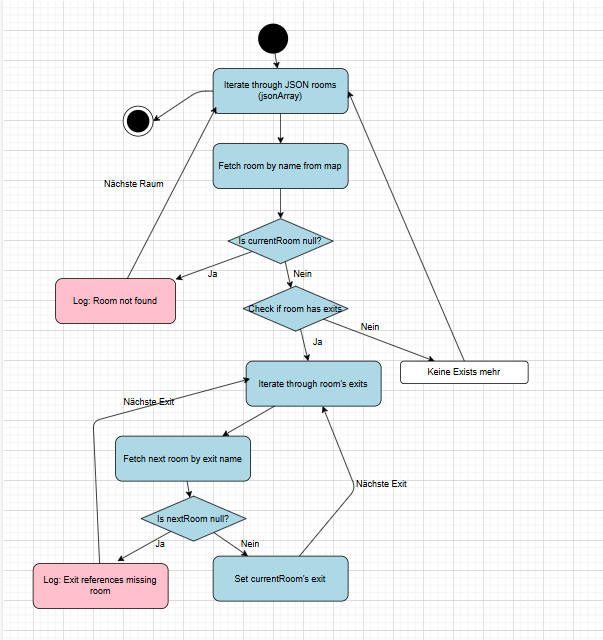 Iterate through JSON rooms
(jsonArray)
Fetch room by name from map
Nächste Raum
Is currentRoom null?
Ja
Nein
Log: Room not found
Check if room has exits
Nein
Ja
Keine Exists mehr
Iterate through room's exits
Nächste Exit
Fetch next room by exit name
Nächste Exit
Is nextRoom null?
Ja
Nein
Log: Exit references missing
room
Set currentRoom's exit